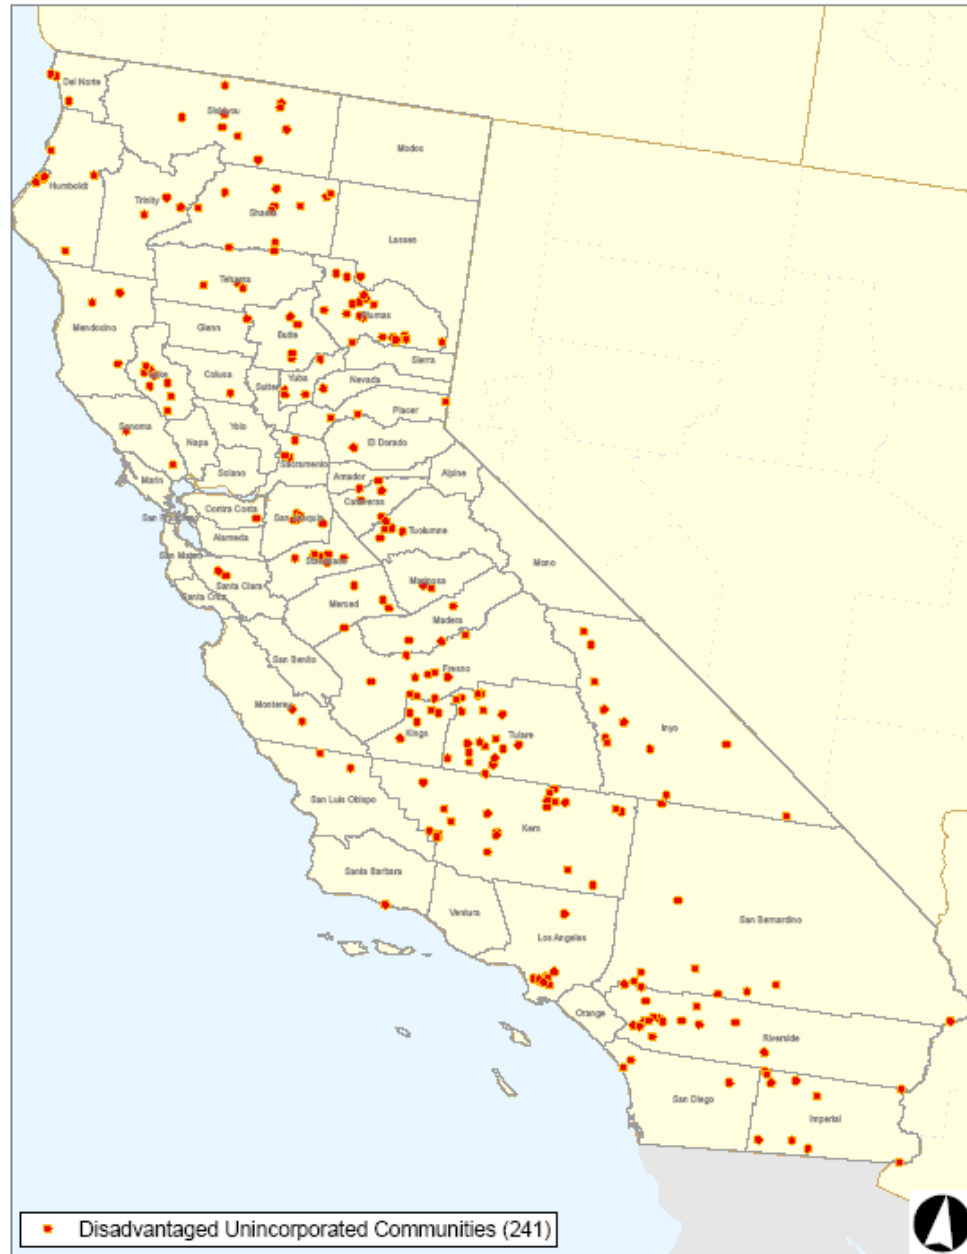 Del Norte
Siskiyou
Modoc
Humboldt
Trinity
Shasta
Lassen
Tehama
Plumas
Mendocino
Glenn
Butte
Sierra
Colusa
Lake
Sutter
Yuba
Nevada
Placer
Sonoma
Napa
Yolo
El Dorado
Sacramento
Solano
Amador
Alpine
Marin
Calaveras
Contra Costa
San Joaquin
Tuolumne
Alameda
Mono
San Mateo
Stanislaus
Mariposa
Santa Clara
Santa Cruz
Merced
Madera
San Benito
Fresno
Monterey
Inyo
Kings
Tulare
San Luis Obispo
Kern
Santa Barbara
Ventura
San Bernardino
Los Angeles
Orange
Riverside
San Diego
Imperial
Disadvantaged Unincorporated Communities (241)